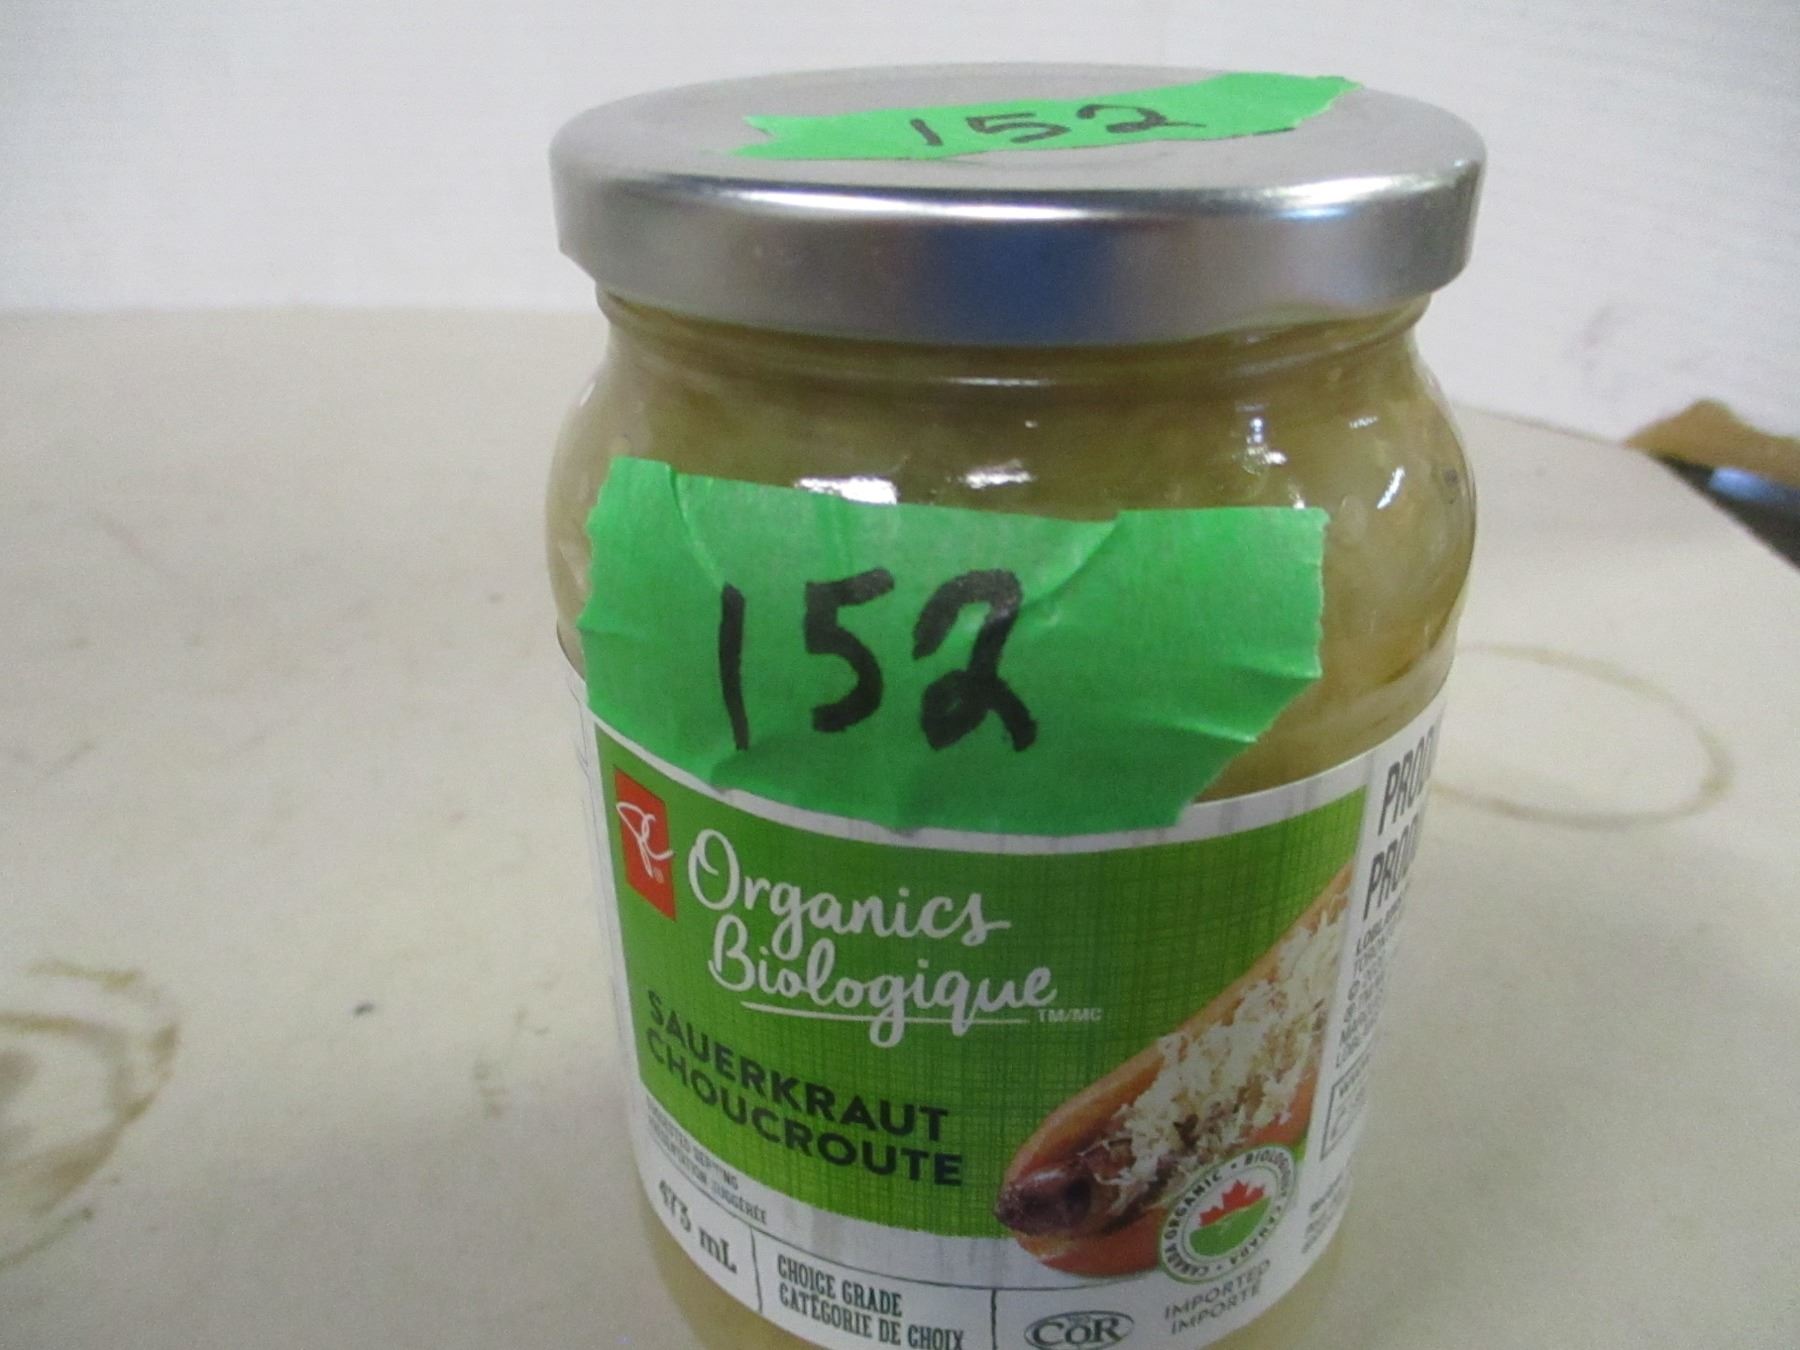 152
152
PC
Organics
Biologique
TM/MC
SAUERKRAUT
CHOUCROUTE
473 mL
CHOICE GRADE
CATÉGORIE DE CHOIX
CANADA ORGANIC • BIOLOGIQUE CANADA •
COR
IMPORTED
IMPORTÉ